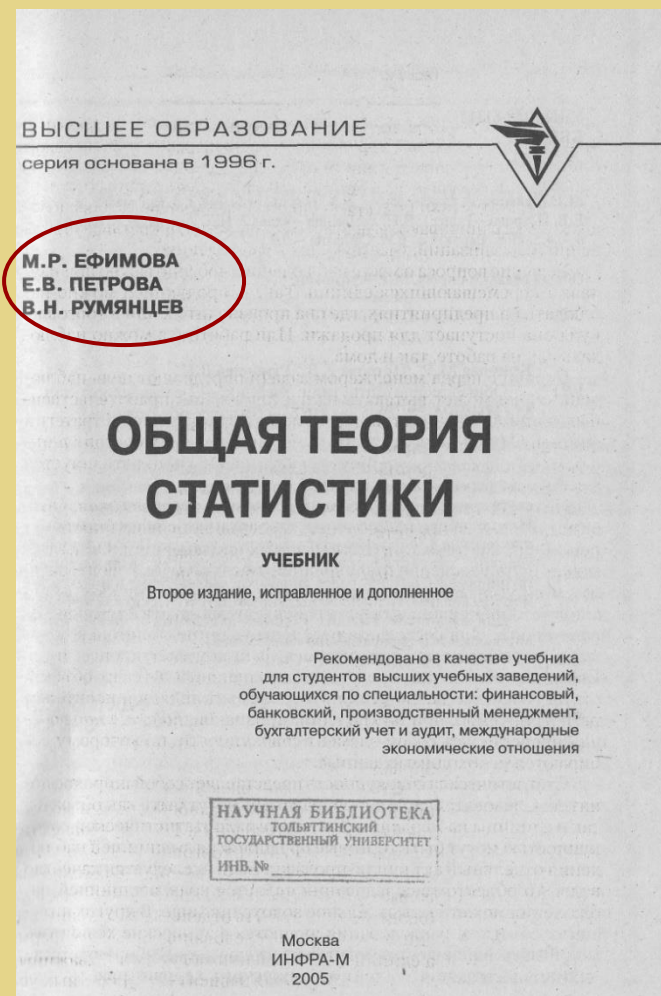 ВЫСШЕЕ ОБРАЗОВАНИЕ
серия основана в 1996 г.
М.Р. ЕФИМОВА
Е.В. ПЕТРОВА
В.Н. РУМЯНЦЕВ
ОБЩАЯ ТЕОРИЯ
СТАТИСТИКИ
УЧЕБНИК
Второе издание, исправленное и дополненное
Рекомендовано в качестве учебника
для студентов высших учебных заведений,
обучающихся по специальности: финансовый,
банковский, производственный менеджмент,
бухгалтерский учет и аудит, международные
экономические отношения
НАУЧНАЯ БИБЛИОТЕКА
ТОЛЬЯТТИНСКИЙ
ГОСУДАРСТВЕННЫЙ УНИВЕРСИТЕТ
ИНВ. №
Москва
ИНФРА-М
2005